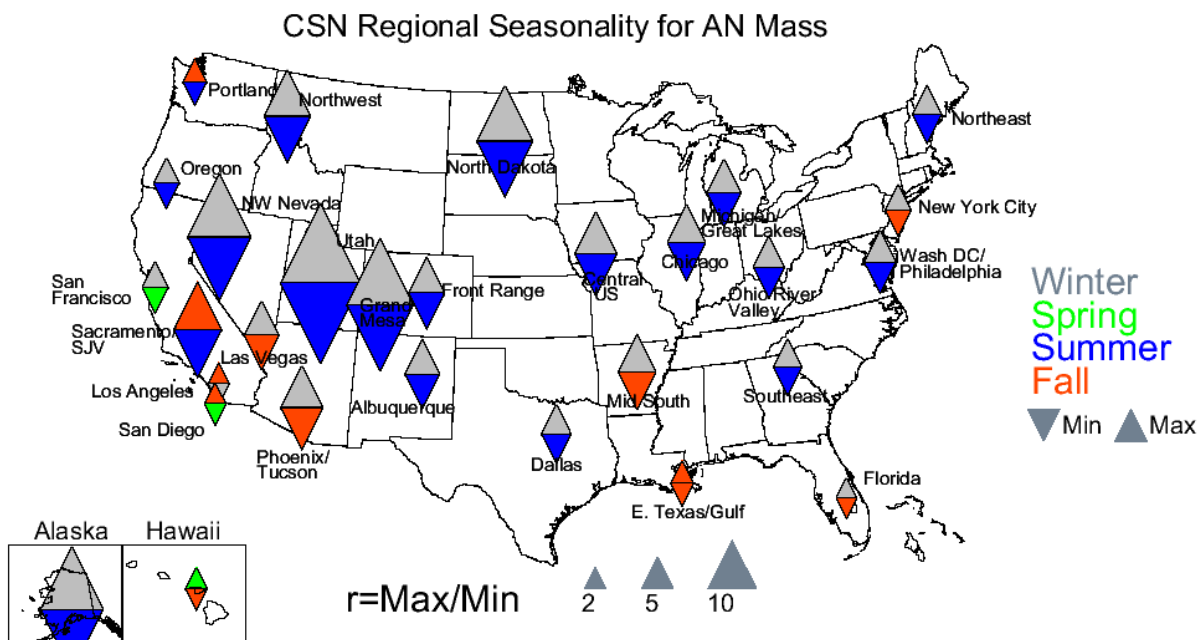 CSN Regional Seasonality for AN Mass
Portland
Northwest
Northeast
Oregon
North Dakota
NW Nevada
New York City
Michigan/
Great Lakes
Utah
Wash DC/
Philadelphia
Chicago
San
Francisco
Central
US
Front Range
Ohio River
Valley
Grand
Mesa
Sacramento/
SJV
Las Vegas
Los Angeles
Albuquerque
Mid South
Southeast
San Diego
Phoenix/
Tucson
Dallas
Florida
E. Texas/Gulf
Winter
Spring
Summer
Fall
Min Max
Alaska
Hawaii
r=Max/Min
2 5 10